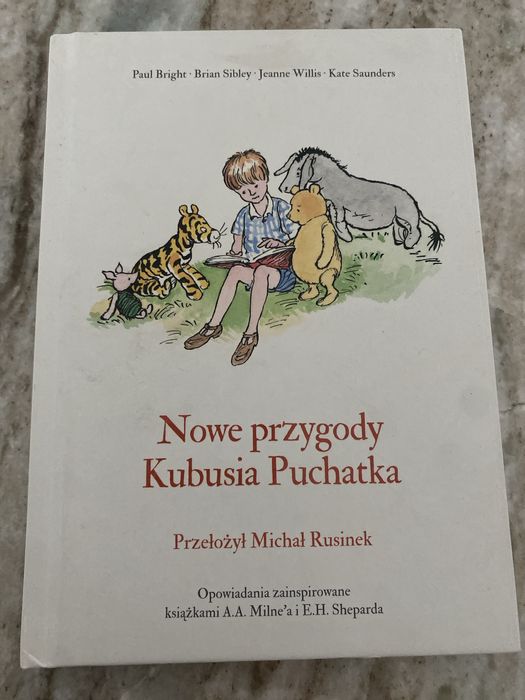 Paul Bright · Brian Sibley · Jeanne Willis · Kate Saunders
Nowe przygody
Kubusia Puchatka
Przełożył Michał Rusinek
Opowiadania zainspirowane
książkami A.A. Milne'a i E.H. Sheparda